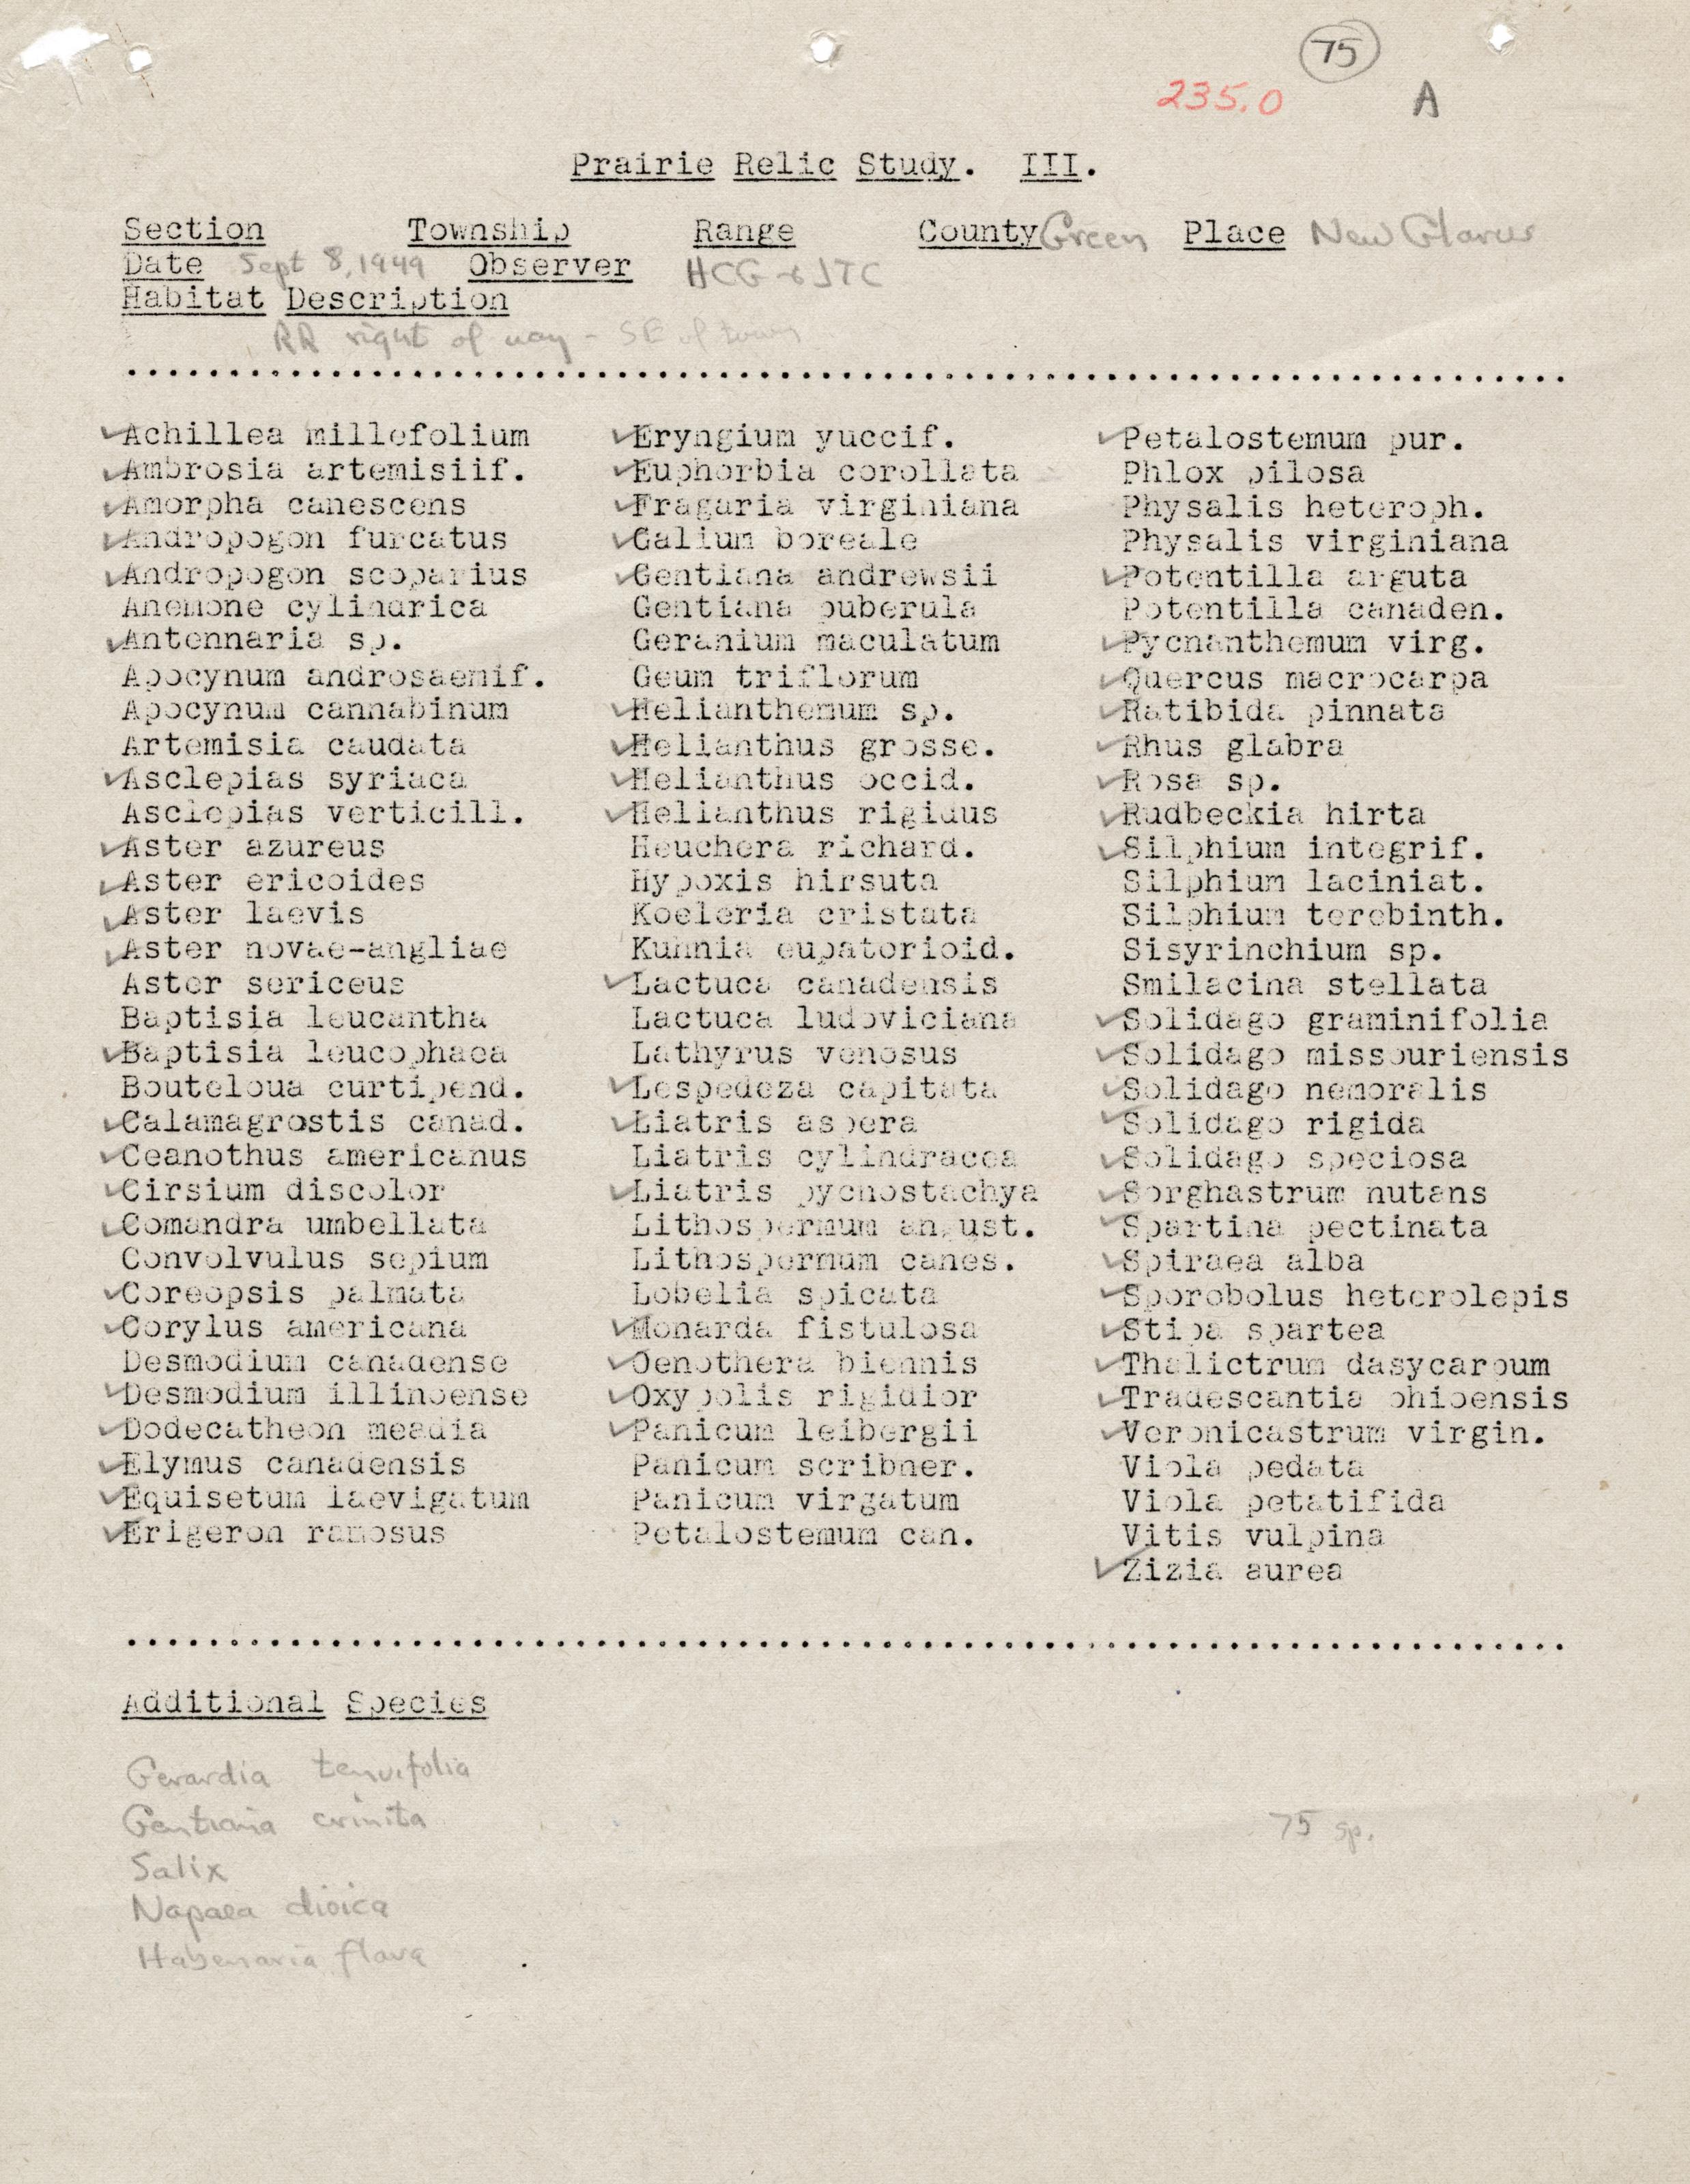 75
235.0 A
Prairie Relic Study. III.
Section Township Range County Green Place New Glarus
Date Sept 8, 1949 Observer HCG & JTC
Habitat Description
RR right of way - SE of town
✓Achillea millefolium
✓Ambrosia artemisiif.
✓Amorpha canescens
✓Andropogon furcatus
✓Andropogon scoparius
Anemone cylindrica
✓Antennaria sp.
Apocynum androsaemif.
Apocynum cannabinum
Artemisia caudata
✓Asclepias syriaca
Asclepias verticill.
✓Aster azureus
✓Aster ericoides
✓Aster laevis
✓Aster novae-angliae
Aster sericeus
Baptisia leucantha
✓Baptisia leucophaea
Bouteloua curtipend.
✓Calamagrostis canad.
✓Ceanothus americanus
✓Cirsium discolor
✓Comandra umbellata
Convolvulus sepium
✓Coreopsis palmata
✓Corylus americana
Desmodium canadense
✓Desmodium illinoense
✓Dodecatheon meadia
✓Elymus canadensis
✓Equisetum laevigatum
✓Erigeron ramosus
✓Eryngium yuccif.
✓Euphorbia corollata
✓Fragaria virginiana
✓Galium boreale
✓Gentiana andrewsii
Gentiana puberula
Geranium maculatum
Geum triflorum
✓Helianthemum sp.
✓Helianthus grosse.
✓Helianthus occid.
✓Helianthus rigidus
Heuchera richard.
Hypoxis hirsuta
Koeleria cristata
Kuhnia eupatorioid.
✓Lactuca canadensis
Lactuca ludoviciana
Lathyrus venosus
✓Lespedeza capitata
✓Liatris aspera
Liatris cylindracea
✓Liatris pycnostachya
Lithospermum angust.
Lithospermum canes.
Lobelia spicata
✓Monarda fistulosa
✓Oenothera biennis
✓Oxypolis rigidior
✓Panicum leibergii
Panicum scribner.
Panicum virgatum
Petalostemum can.
✓Petalostemum pur.
Phlox pilosa
Physalis heteroph.
Physalis virginiana
✓Potentilla arguta
Potentilla canaden.
✓Pycnanthemum virg.
✓Quercus macrocarpa
✓Ratibida pinnata
✓Rhus glabra
✓Rosa sp.
✓Rudbeckia hirta
✓Silphium integrif.
Silphium laciniat.
Silphium terebinth.
Sisyrinchium sp.
Smilacina stellata
✓Solidago graminifolia
✓Solidago missouriensis
✓Solidago nemoralis
✓Solidago rigida
✓Solidago speciosa
✓Sorghastrum nutans
✓Spartina pectinata
✓Spiraea alba
✓Sporobolus heterolepis
✓Stipa spartea
✓Thalictrum dasycarpum
✓Tradescantia ohioensis
✓Veronicastrum virgin.
Viola pedata
Viola petatifida
Vitis vulpina
✓Zizia aurea
Additional Species
Gerardia tenuifolia
Gentiana crinita
Salix
Napaea dioica
Habenaria flava
75 sp.